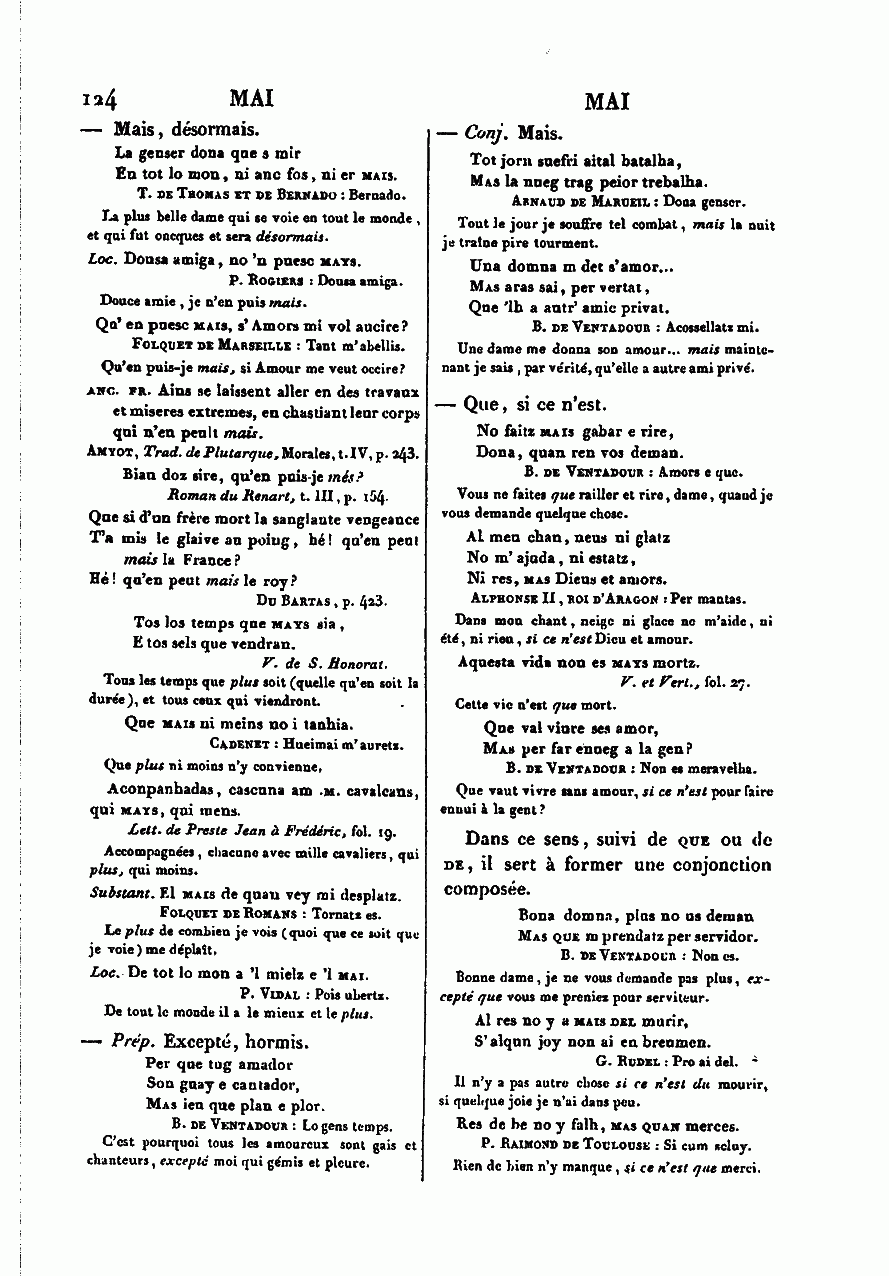 124 MAI MAI
— Mais, désormais.
La genser dona que s mir
En tot lo mon, ni anc fos, ni er MAIS.
T. DE THOMAS ET DE BERNADO : Bernado.
La plus belle dame qui se voie en tout le monde,
et qui fut oncques et sera désormais.
Loc. Doussa amiga, no 'n puesc MAYS.
P. ROGIERS : Doussa amiga.
Douce amie, je n'en puis mais.
Qu' en puesc MAIS, s' Amors mi vol aucire?
FOLQUET DE MARSEILLE : Tant m'abellis.
Qu'en puis-je mais, si Amour me veut occire?
ANC. FR. Ains se laissent aller en des travaux
et miseres extremes, en chastiant leur corps
qui n'en peult mais.
AMYOT, Trad. de Plutarque, Morales, t. IV, p. 243.
Biau doz sire, qu'en puis-je més?
Roman du Renart, t. III, p. 154.
Que si d'un frère mort la sanglante vengeance
T'a mis le glaive au poing, hé! qu'en peut
mais la France?
Hé! qu'en peut mais le roy?
DU BARTAS, p. 423.
Tos los temps que MAYS sia,
E tos sels que vendran.
V. de S. Honorat.
Tous les temps que plus soit (quelle qu'en soit la
durée), et tous ceux qui viendront.
Que MAIS ni meins no i tanhia.
CADENET : Hueimai m'auretz.
Que plus ni moins n'y convienne.
Aconpanhadas, cascuna am .M. cavalcans,
qui MAYS, qui mens.
Lett. de Preste Jean à Frédéric, fol. 19.
Accompagnées, chacune avec mille cavaliers, qui
plus, qui moins.
Substant. El MAIS de quau vey mi desplatz.
FOLQUET DE ROMANS : Tornatz es.
Le plus de combien je vois (quoi que ce soit que
je voie) me déplaît.
Loc. De tot lo mon a 'l mielz e 'l MAI.
P. VIDAL : Pois ubertz.
De tout le monde il a le mieux et le plus.
— Prép. Excepté, hormis.
Per que tug amador
Son guay e cantador,
MAS ieu que plan e plor.
B. DE VENTADOUR : Lo gens temps.
C'est pourquoi tous les amoureux sont gais et
chanteurs, excepté moi qui gémis et pleure.
— Conj. Mais.
Tot jorn suefri aital batalha,
MAS la nueg trag peior trebalha.
ARNAUD DE MARUEIL : Dona genser.
Tout le jour je souffre tel combat, mais la nuit
je traîne pire tourment.
Una domna m det s'amor...
MAS aras sai, per vertat,
Que 'lh a autr' amic privat.
B. DE VENTADOUR : Acossellatz mi.
Une dame me donna son amour... mais mainte-
nant je sais, par vérité, qu'elle a autre ami privé.
— Que, si ce n'est.
No faitz MAIS gabar e rire,
Dona, quan ren vos deman.
B. DE VENTADOUR : Amors e que.
Vous ne faites que railler et rire, dame, quand je
vous demande quelque chose.
Al meu chan, neus ni glatz
No m' ajuda, ni estatz,
Ni res, MAS Dieus et amors.
ALPHONSE II, ROI D'ARAGON : Per mantas.
Dans mon chant, neige ni glace ne m'aide, ni
été, ni rien, si ce n'est Dieu et amour.
Aquesta vida non es MAYS mortz.
V. et Vert., fol. 27.
Cette vie n'est que mort.
Que val viure ses amor,
MAS per far enueg a la gen?
B. DE VENTADOUR : Non es meravelha.
Que vaut vivre sans amour, si ce n'est pour faire
ennui à la gent?
Dans ce sens, suivi de QUE ou de
DE, il sert à former une conjonction
composée.
Bona domna, plus no us deman
MAS QUE m prendatz per servidor.
B. DE VENTADOUR : Non es.
Bonne dame, je ne vous demande pas plus, ex-
cepté que vous me preniez pour serviteur.
Al res no y a MAIS DEL murir,
S'alqun joy non ai en breumen.
G. RUDEL : Pro ai del.
Il n'y a pas autre chose si ce n'est du mourir,
si quelque joie je n'ai dans peu.
Res de be no y falh, MAS QUAN merces.
P. RAIMOND DE TOULOUSE : Si cum seluy.
Rien de bien n'y manque, si ce n'est que merci.